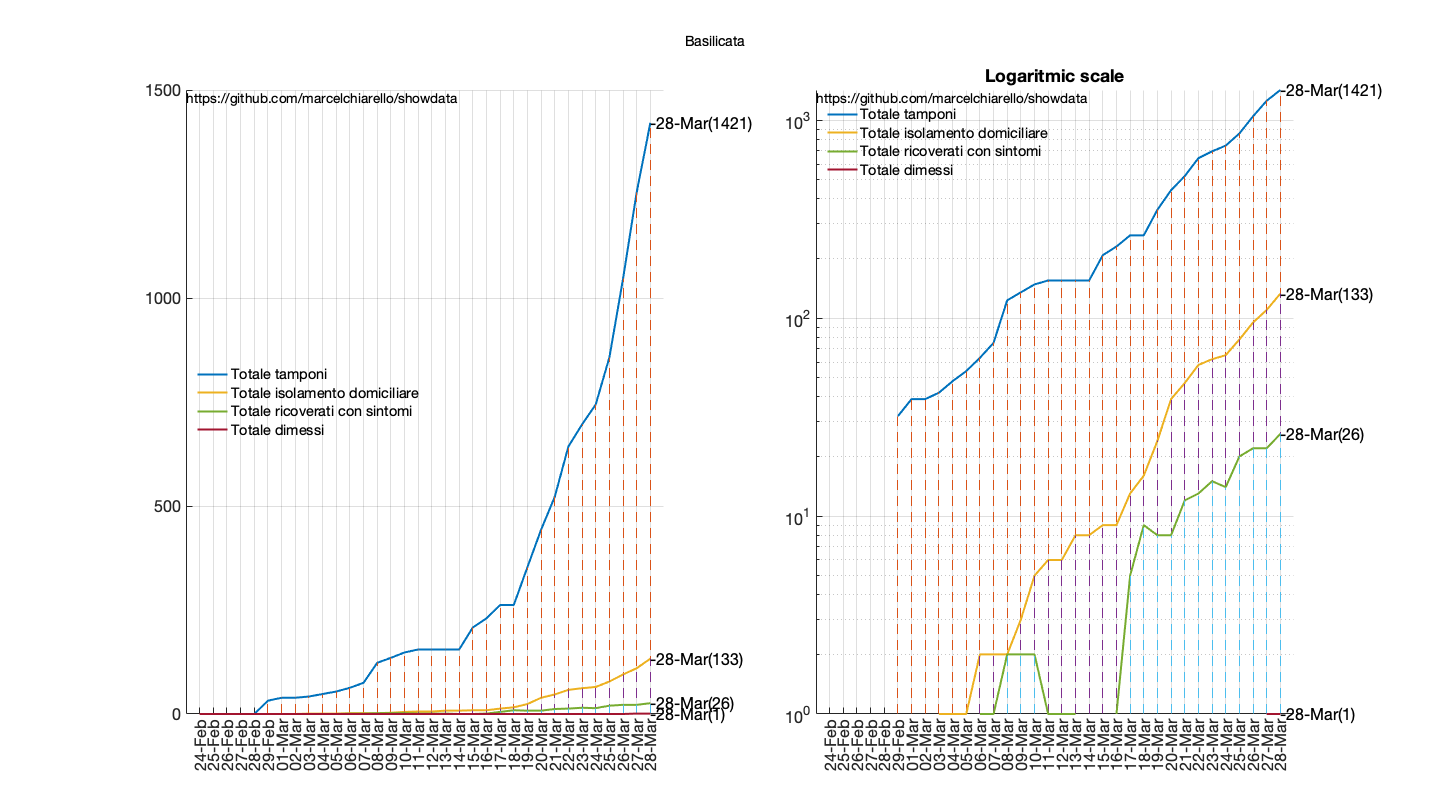 Basilicata
1500
1000
500
0
https://github.com/marcelchiarello/showdata
Totale tamponi
Totale isolamento domiciliare
Totale ricoverati con sintomi
Totale dimessi
-28-Mar(1421)
-28-Mar(133)
-28-Mar(26)
-28-Mar(1)
24-Feb
25-Feb
26-Feb
27-Feb
28-Feb
29-Feb
01-Mar
02-Mar
03-Mar
04-Mar
05-Mar
06-Mar
07-Mar
08-Mar
09-Mar
10-Mar
11-Mar
12-Mar
13-Mar
14-Mar
15-Mar
16-Mar
17-Mar
18-Mar
19-Mar
20-Mar
21-Mar
22-Mar
23-Mar
24-Mar
25-Mar
26-Mar
27-Mar
28-Mar
Logaritmic scale
https://github.com/marcelchiarello/showdata
Totale tamponi
Totale isolamento domiciliare
Totale ricoverati con sintomi
Totale dimessi
10³
10²
10¹
10⁰
-28-Mar(1421)
-28-Mar(133)
-28-Mar(26)
-28-Mar(1)
24-Feb
25-Feb
26-Feb
27-Feb
28-Feb
29-Feb
01-Mar
02-Mar
03-Mar
04-Mar
05-Mar
06-Mar
07-Mar
08-Mar
09-Mar
10-Mar
11-Mar
12-Mar
13-Mar
14-Mar
15-Mar
16-Mar
17-Mar
18-Mar
19-Mar
20-Mar
21-Mar
22-Mar
23-Mar
24-Mar
25-Mar
26-Mar
27-Mar
28-Mar